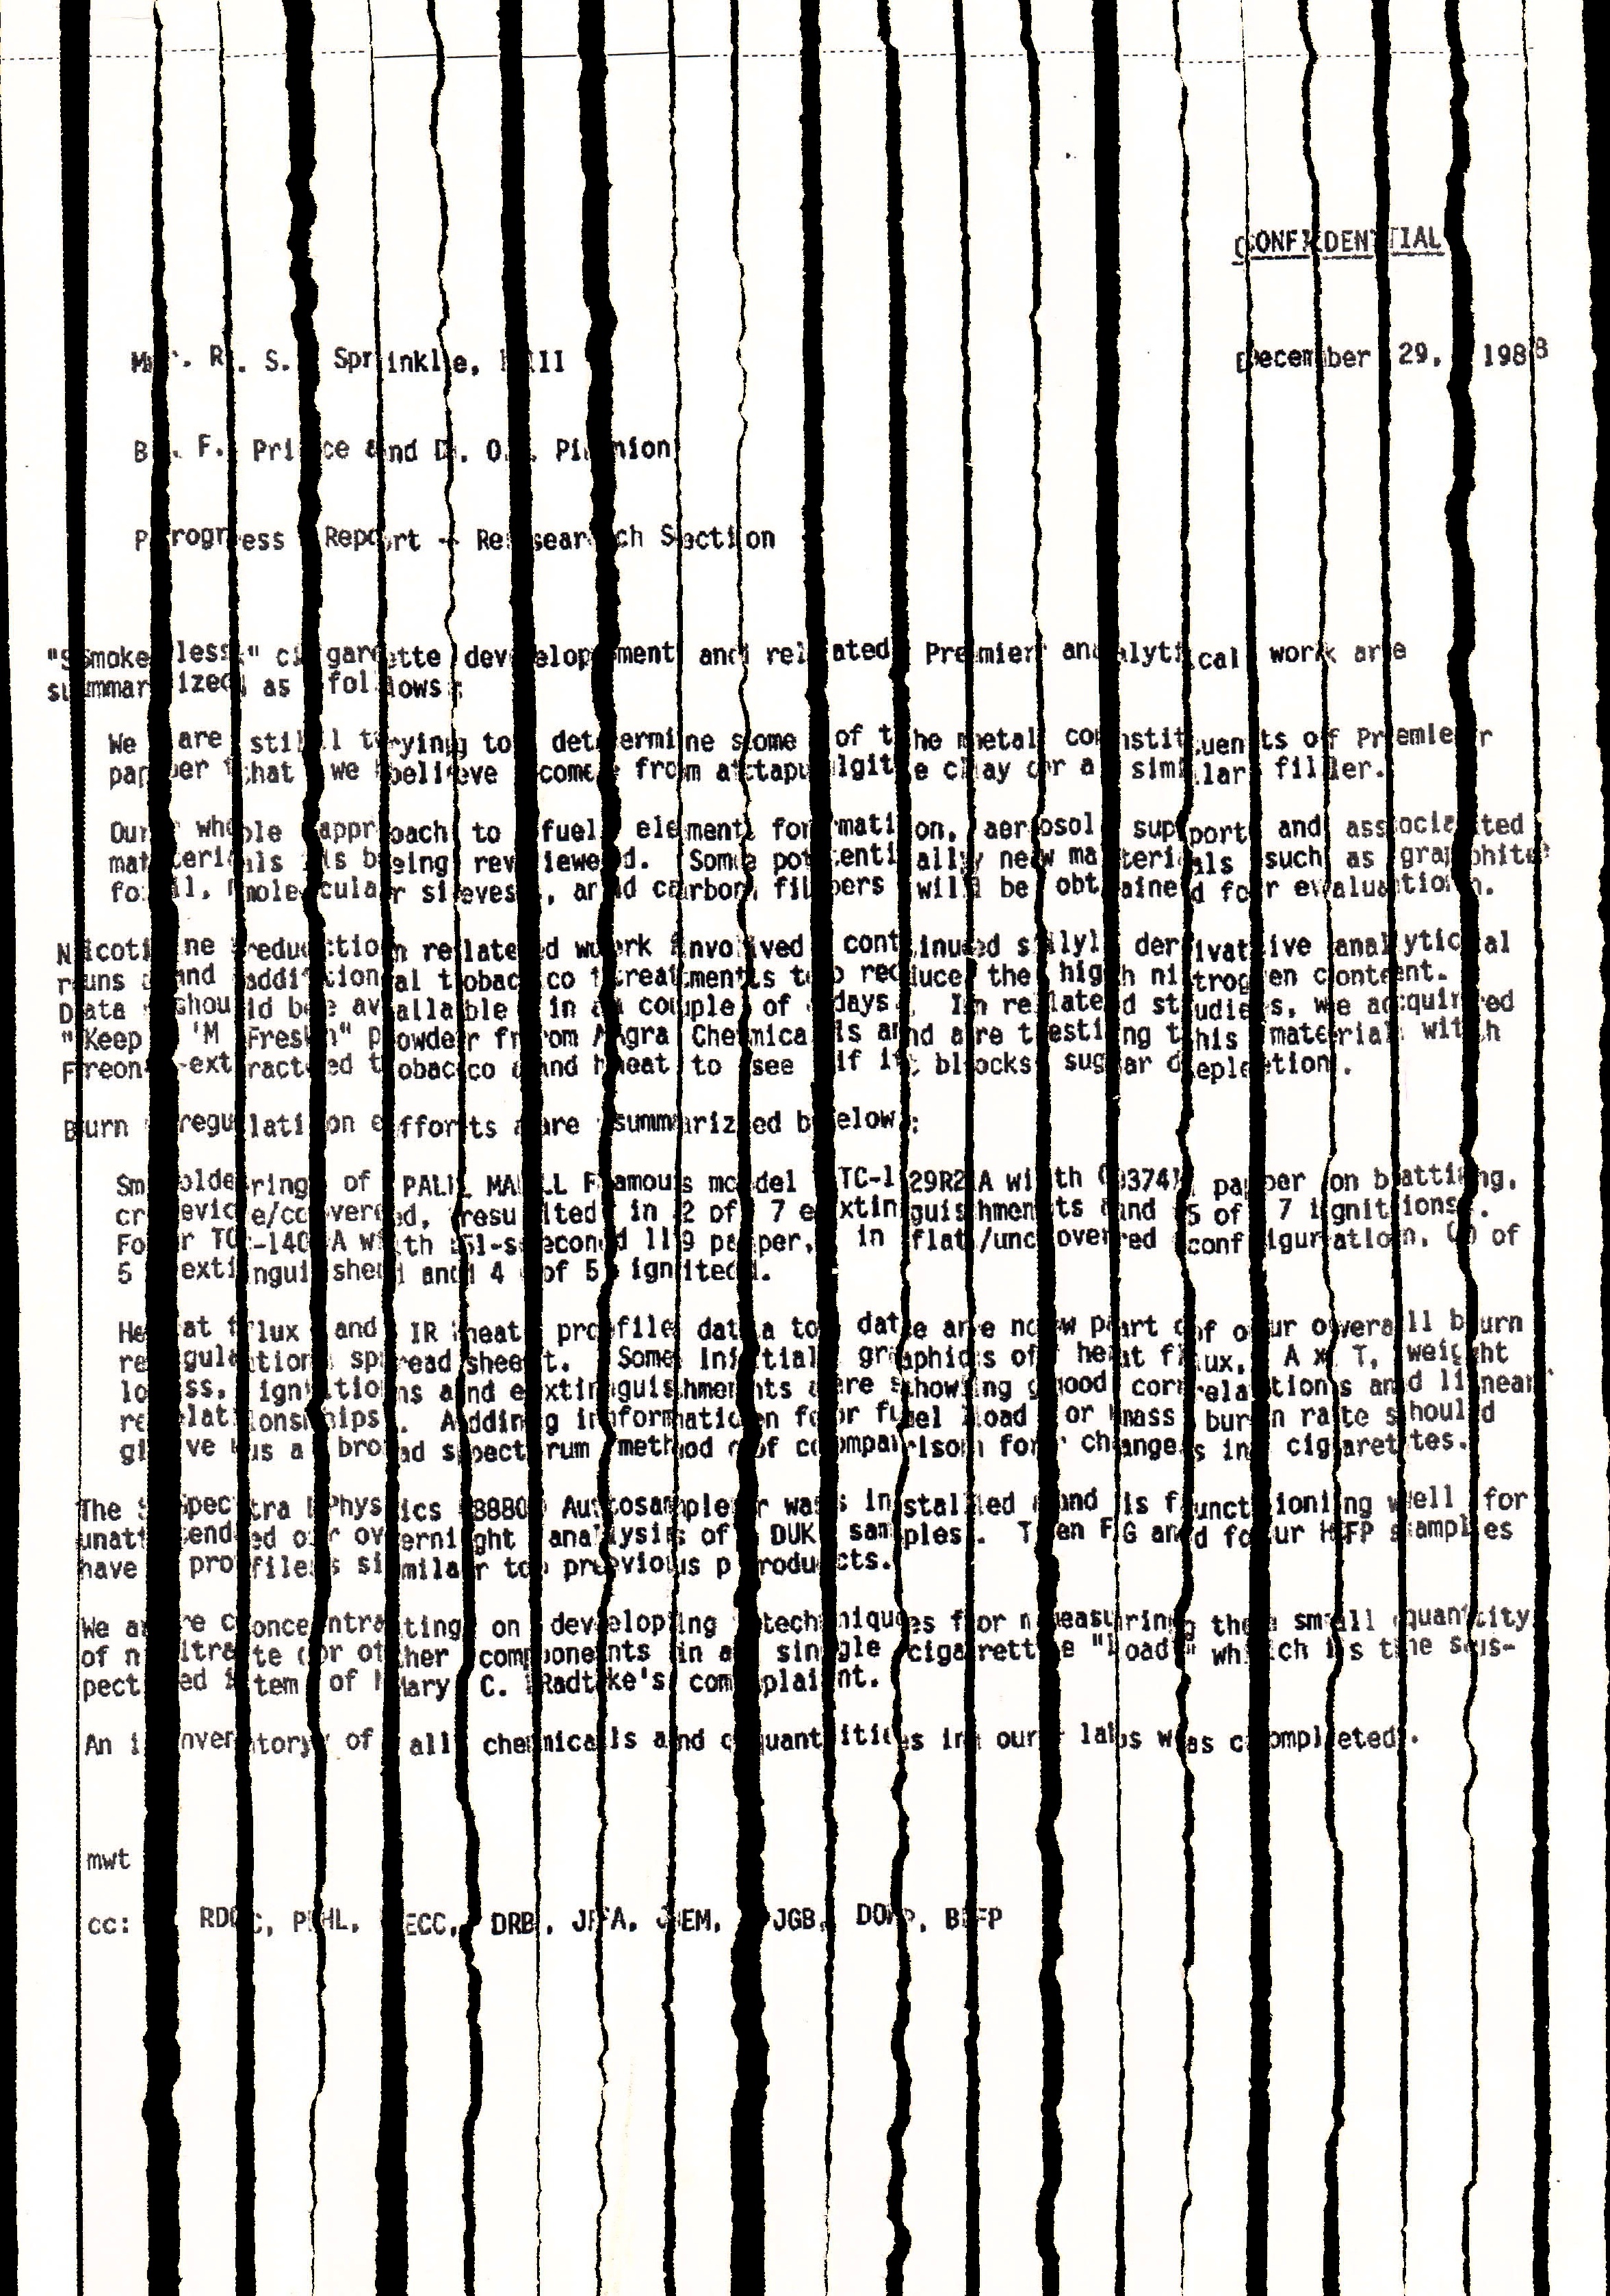 CONFIDENTIAL
Mr. R. S. Sprinkle, III December 29, 1988
B. F. Price and D. O. Pinion
Progress Report - Research Section
"Smokeless" cigarette development and related Premier analytical work are
summarized as follows:
We are still trying to determine some of the metal constituents of Premier
paper that we believe come from attapulgite clay or a similar filler.
Our whole approach to fuel element formation, aerosol support and associated
materials is being reviewed. Some potentially new materials such as graphite
foil, molecular sieves, and carbon fibers will be obtained for evaluation.
Nicotine reduction related work involved continued silyl derivative analytical
runs and additional tobacco treatments to reduce the high nitrogen content.
Data should be available in a couple of days. In related studies, we acquired
"Keep 'M Fresh" powder from Agra Chemicals and are testing this material with
Freon-extracted tobacco and heat to see if it blocks sugar depletion.
Burn regulation efforts are summarized below:
Smoldering of PALL MALL Famous model TC-129R2A with paper on batting,
crevice/covered, resulted in 2 of 7 extinguishments and 5 of 7 ignitions.
For TC-140A with 51-second 119 paper, in flat/uncovered configuration, of
5 extinguished and 4 of 5 ignited.
Heat flux and IR heat profile data to date are now part of our overall burn
regulation spread sheet. Some initial graphics of heat flux, A x T, weight
loss, ignitions and extinguishments are showing good correlations and linear
relationships. Adding information for fuel load or mass burn rate should
give us a broad spectrum method of comparison for changes in cigarettes.
The Spectra Physics 8880 Autosampler was installed and is functioning well for
unattended or overnight analysis of DUK samples. Ten FG and four HFP samples
have profiles similar to previous products.
We are concentrating on developing techniques for measuring the small quantity
of nitrate or other components in a single cigarette "load" which is the sus-
pected item of Mary C. Radtke's complaint.
An inventory of all chemicals and quantities in our labs was completed.
mwt
cc: RDC, PHL, ECC, DRB, JFA, JEM, JGB, DOP, BFP